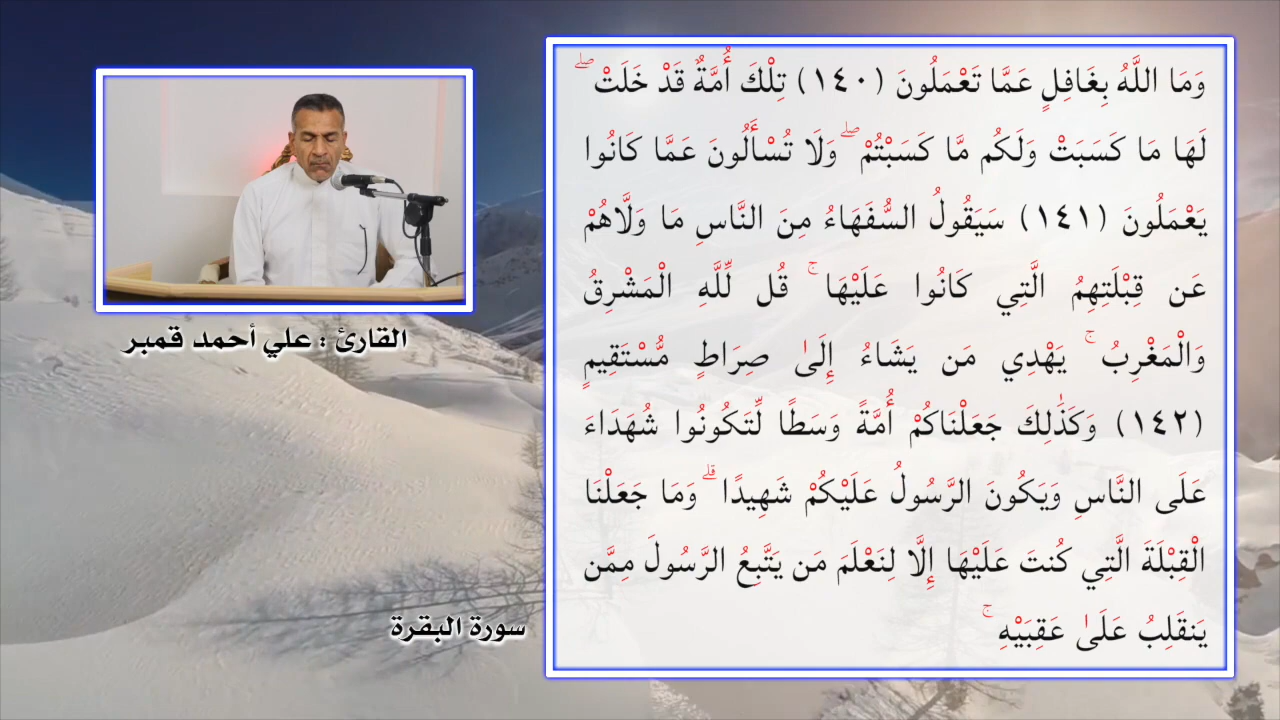 وَمَا اللَّهُ بِغَافِلٍ عَمَّا تَعْمَلُونَ (١٤٠) تِلْكَ أُمَّةٌ قَدْ خَلَتْ ۖ
لَهَا مَا كَسَبَتْ وَلَكُم مَّا كَسَبْتُمْ ۖ وَلَا تُسْأَلُونَ عَمَّا كَانُوا
يَعْمَلُونَ (١٤١) سَيَقُولُ السُّفَهَاءُ مِنَ النَّاسِ مَا وَلَّاهُمْ
عَن قِبْلَتِهِمُ الَّتِي كَانُوا عَلَيْهَا ۚ قُل لِّلَّهِ الْمَشْرِقُ
وَالْمَغْرِبُ ۚ يَهْدِي مَن يَشَاءُ إِلَىٰ صِرَاطٍ مُّسْتَقِيمٍ
(١٤٢) وَكَذَٰلِكَ جَعَلْنَاكُمْ أُمَّةً وَسَطًا لِّتَكُونُوا شُهَدَاءَ
عَلَى النَّاسِ وَيَكُونَ الرَّسُولُ عَلَيْكُمْ شَهِيدًا ۗ وَمَا جَعَلْنَا
الْقِبْلَةَ الَّتِي كُنتَ عَلَيْهَا إِلَّا لِنَعْلَمَ مَن يَتَّبِعُ الرَّسُولَ مِمَّن
يَنقَلِبُ عَلَىٰ عَقِبَيْهِ ۚ
القارئ : علي أحمد قمبر
سورة البقرة